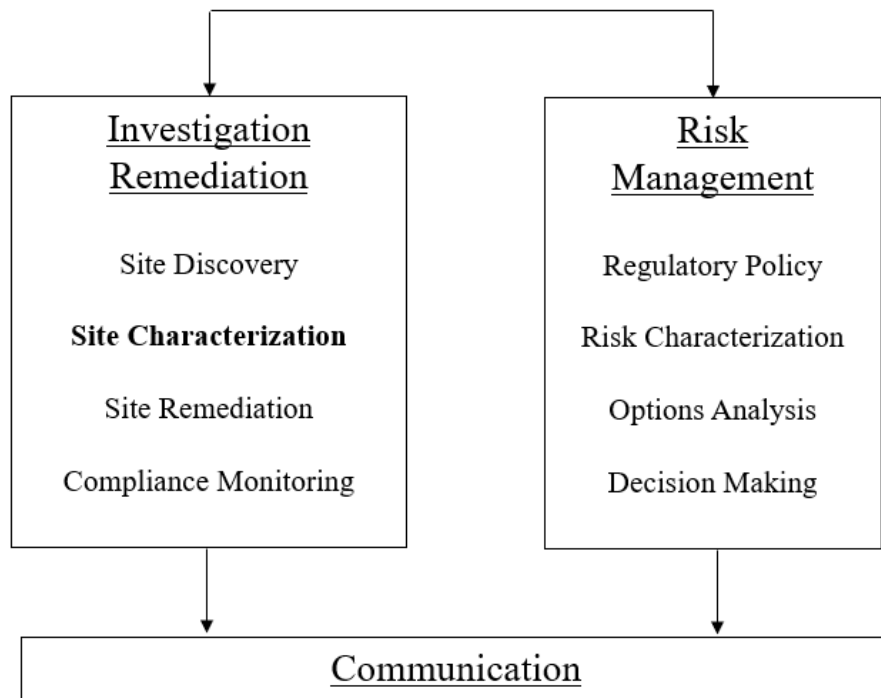 Investigation
Remediation
Site Discovery
Site Characterization
Site Remediation
Compliance Monitoring
Risk
Management
Regulatory Policy
Risk Characterization
Options Analysis
Decision Making
Communication